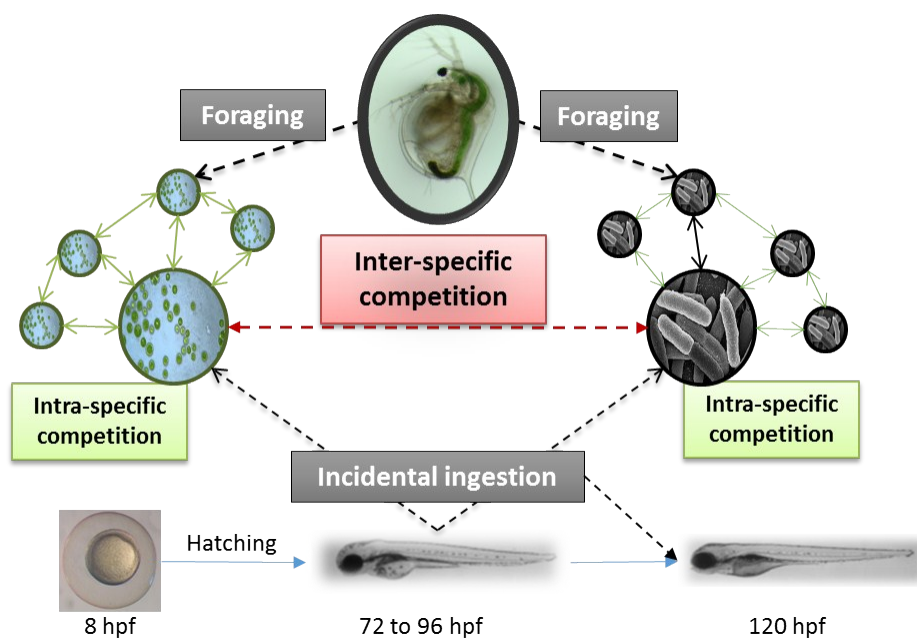 Foraging
Foraging
Inter-specific
competition
Intra-specific
competition
Intra-specific
competition
Incidental ingestion
Hatching
8 hpf
72 to 96 hpf
120 hpf